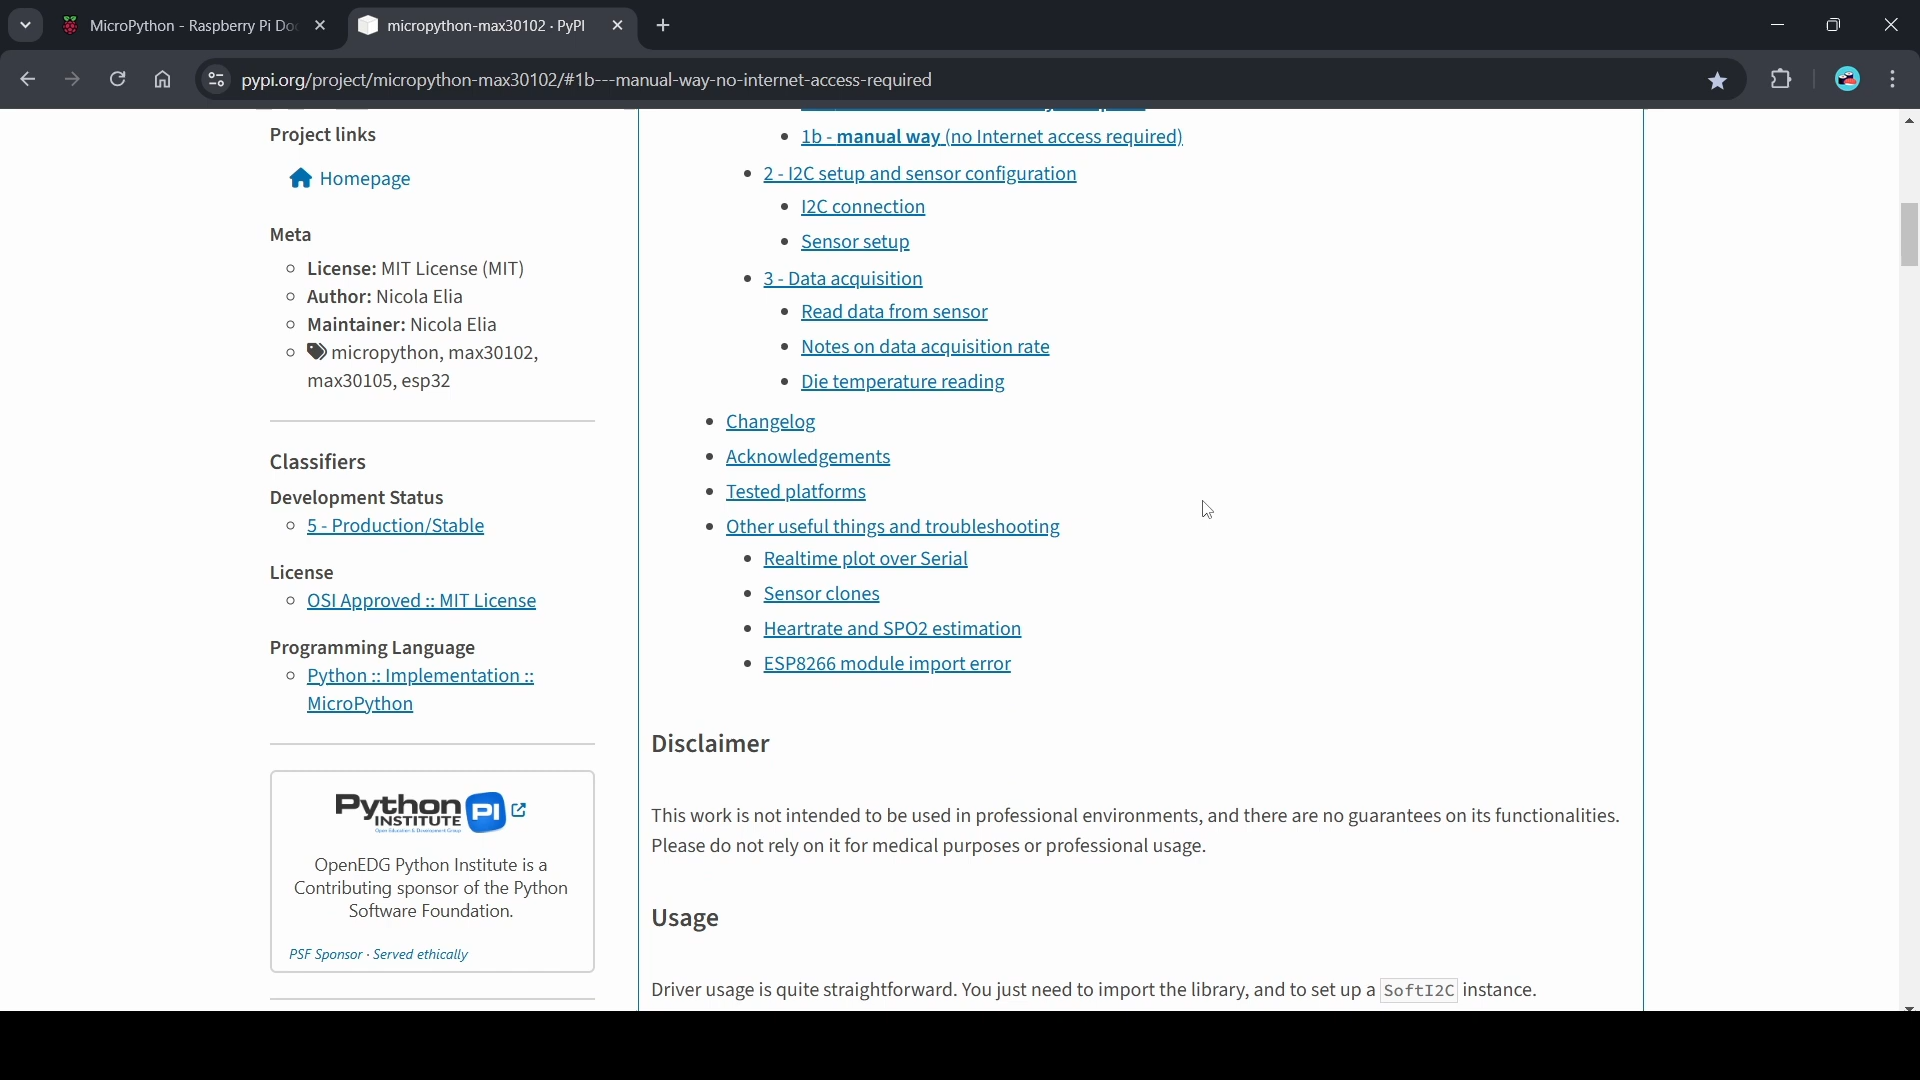 MicroPython - Raspberry Pi Do
micropython-max30102 · PyPI
pypi.org/project/micropython-max30102/#1b---manual-way-no-internet-access-required
Project links
Homepage
Meta
License: MIT License (MIT)
Author: Nicola Elia
Maintainer: Nicola Elia
micropython, max30102,
max30105, esp32
Classifiers
Development Status
5 - Production/Stable
License
OSI Approved :: MIT License
Programming Language
Python :: Implementation ::
MicroPython
Python
INSTITUTE
PI
Open Education & Development Group
OpenEDG Python Institute is a
Contributing sponsor of the Python
Software Foundation.
PSF Sponsor · Served ethically
1b - manual way (no Internet access required)
2 - I2C setup and sensor configuration
I2C connection
Sensor setup
3 - Data acquisition
Read data from sensor
Notes on data acquisition rate
Die temperature reading
Changelog
Acknowledgements
Tested platforms
Other useful things and troubleshooting
Realtime plot over Serial
Sensor clones
Heartrate and SPO2 estimation
ESP8266 module import error
Disclaimer
This work is not intended to be used in professional environments, and there are no guarantees on its functionalities.
Please do not rely on it for medical purposes or professional usage.
Usage
Driver usage is quite straightforward. You just need to import the library, and to set up a SoftI2C instance.